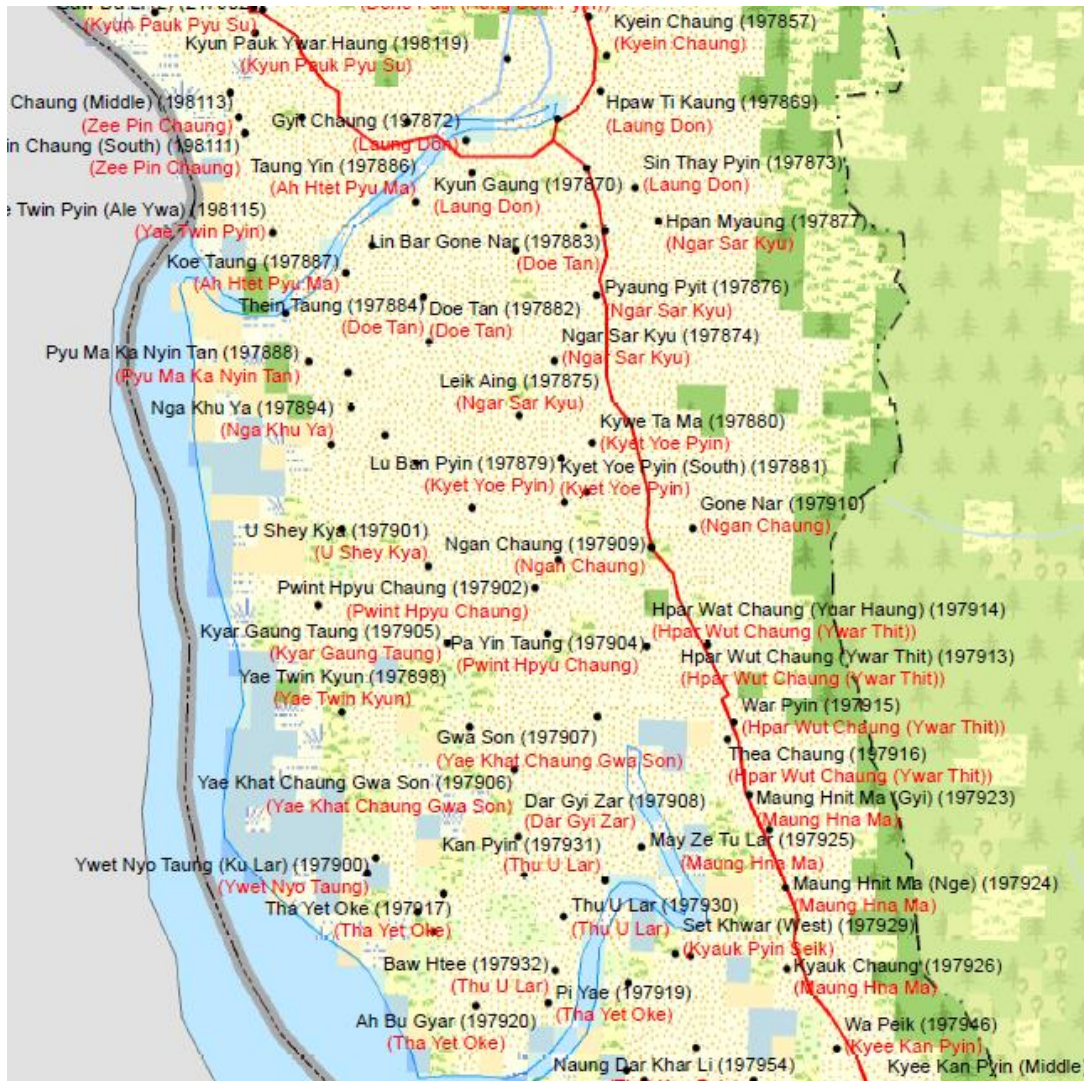 (Kyun Pauk Pyu Su)
Kyein Chaung (197857)
(Kyein Chaung)
Kyun Pauk Ywar Haung (198119)
(Kyun Pauk Pyu Su)
Chaung (Middle) (198113)
(Zee Pin Chaung)
Hpaw Ti Kaung (197869)
(Laung Don)
Gyit Chaung (197872)
(Laung Don)
in Chaung (South) (198111)
(Zee Pin Chaung)
Taung Yin (197886)
(Ah Htet Pyu Ma)
Sin Thay Pyin (197873)
(Laung Don)
Kyun Gaung (197870)
(Laung Don)
e Twin Pyin (Ale Ywa) (198115)
(Yae Twin Pyin)
Hpan Myaung (197877)
(Ngar Sar Kyu)
Lin Bar Gone Nar (197883)
(Doe Tan)
Koe Taung (197887)
(Ah Htet Pyu Ma)
Pyaung Pyit (197876)
(Ngar Sar Kyu)
Thein Taung (197884)
(Doe Tan)
Doe Tan (197882)
(Doe Tan)
Ngar Sar Kyu (197874)
(Ngar Sar Kyu)
Pyu Ma Ka Nyin Tan (197888)
(Pyu Ma Ka Nyin Tan)
Leik Aing (197875)
(Ngar Sar Kyu)
Nga Khu Ya (197894)
(Nga Khu Ya)
Kywe Ta Ma (197880)
(Kyet Yoe Pyin)
Lu Ban Pyin (197879)
(Kyet Yoe Pyin)
Kyet Yoe Pyin (South) (197881)
(Kyet Yoe Pyin)
Gone Nar (197910)
(Ngan Chaung)
U Shey Kya (197901)
(U Shey Kya)
Ngan Chaung (197909)
(Ngan Chaung)
Pwint Hpyu Chaung (197902)
(Pwint Hpyu Chaung)
Hpar Wat Chaung (Yuar Haung) (197914)
(Hpar Wut Chaung (Ywar Thit))
Kyar Gaung Taung (197905)
(Kyar Gaung Taung)
Pa Yin Taung (197904)
(Pwint Hpyu Chaung)
Hpar Wut Chaung (Ywar Thit) (197913)
(Hpar Wut Chaung (Ywar Thit))
Yae Twin Kyun (197898)
(Yae Twin Kyun)
War Pyin (197915)
(Hpar Wut Chaung (Ywar Thit))
Gwa Son (197907)
(Yae Khat Chaung Gwa Son)
Thea Chaung (197916)
(Hpar Wut Chaung (Ywar Thit))
Yae Khat Chaung Gwa Son (197906)
(Yae Khat Chaung Gwa Son)
Dar Gyi Zar (197908)
(Dar Gyi Zar)
Maung Hnit Ma (Gyi) (197923)
(Maung Hna Ma)
Kan Pyin (197931)
(Thu U Lar)
May Ze Tu Lar (197925)
(Maung Hna Ma)
Ywet Nyo Taung (Ku Lar) (197900)
(Ywet Nyo Taung)
Maung Hnit Ma (Nge) (197924)
(Maung Hna Ma)
Tha Yet Oke (197917)
(Tha Yet Oke)
Thu U Lar (197930)
(Thu U Lar)
Set Khwar (West) (197929)
(Kyauk Pyin Seik)
Baw Htee (197932)
(Thu U Lar)
Kyauk Chaung (197926)
(Maung Hna Ma)
Pi Yae (197919)
(Tha Yet Oke)
Ah Bu Gyar (197920)
(Tha Yet Oke)
Wa Peik (197946)
(Kyee Kan Pyin)
Naung Dar Khar Li (197954)
Kyee Kan Pyin (Middle